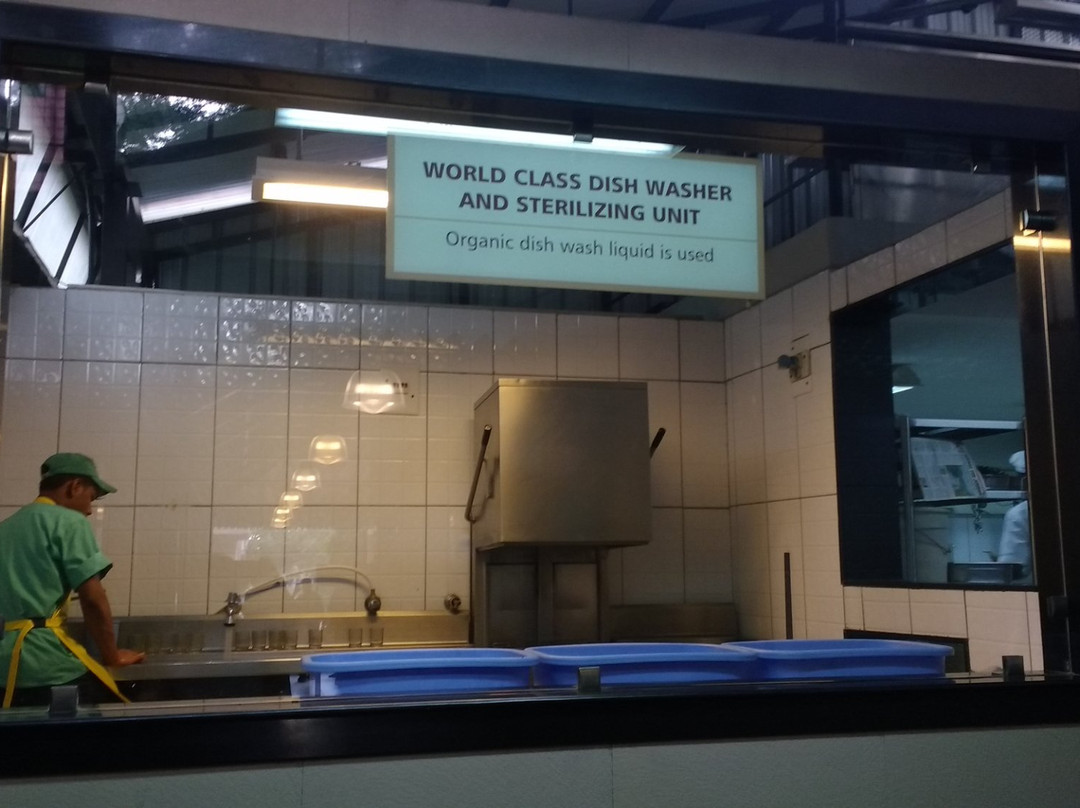 WORLD CLASS DISH WASHER
AND STERILIZING UNIT
Organic dish wash liquid is used